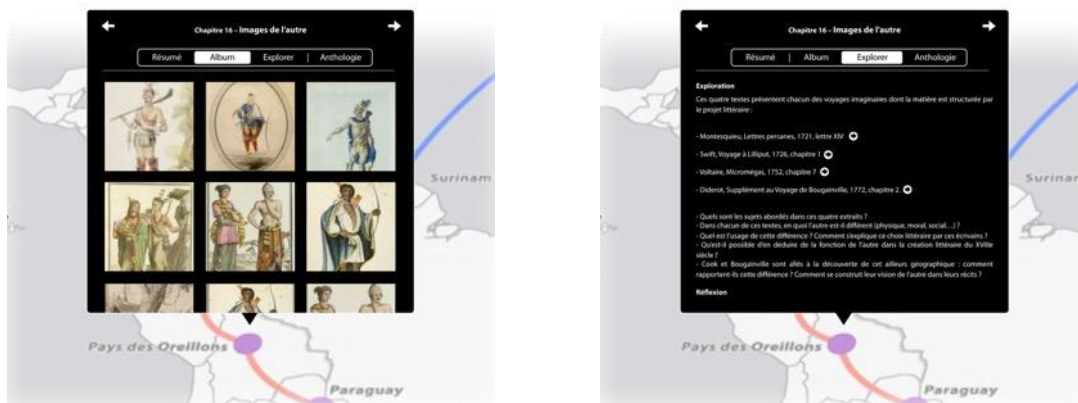 Chapitre 16 – Images de l'autre
Résumé
Album
Explorer
Anthologie
Surinam
Pays des Oreillons
Paraguay
Chapitre 16 – Images de l'autre
Résumé | Album
Explorer
Anthologie
Exploration
Ces quatre textes présentent chacun des voyages imaginaires dont la matière est structurée par
le projet littéraire :
- Montesquieu, Lettres persanes, 1721, lettre XIV
- Swift, Voyage à Lilliput, 1726, chapitre 1
- Voltaire, Micromégas, 1752, chapitre 7
- Diderot, Supplément au Voyage de Bougainville, 1772, chapitre 2.
- Quels sont les sujets abordés dans ces quatre extraits ?
- Dans chacun de ces textes, en quoi l'autre est-il différent (physique, moral, social…) ?
- Quel est l'usage de cette différence ? Comment s'explique ce choix littéraire par ces écrivains ?
- Qu'est-il possible d'en déduire de la fonction de l'autre dans la création littéraire du XVIIIe
siècle ?
- Cook et Bougainville sont allés à la découverte de cet ailleurs géographique : comment
rapportent-ils cette différence ? Comment se construit leur vision de l'autre dans leurs récits ?
Réflexion
Surinam
Pays des Oreillons
Paraguay